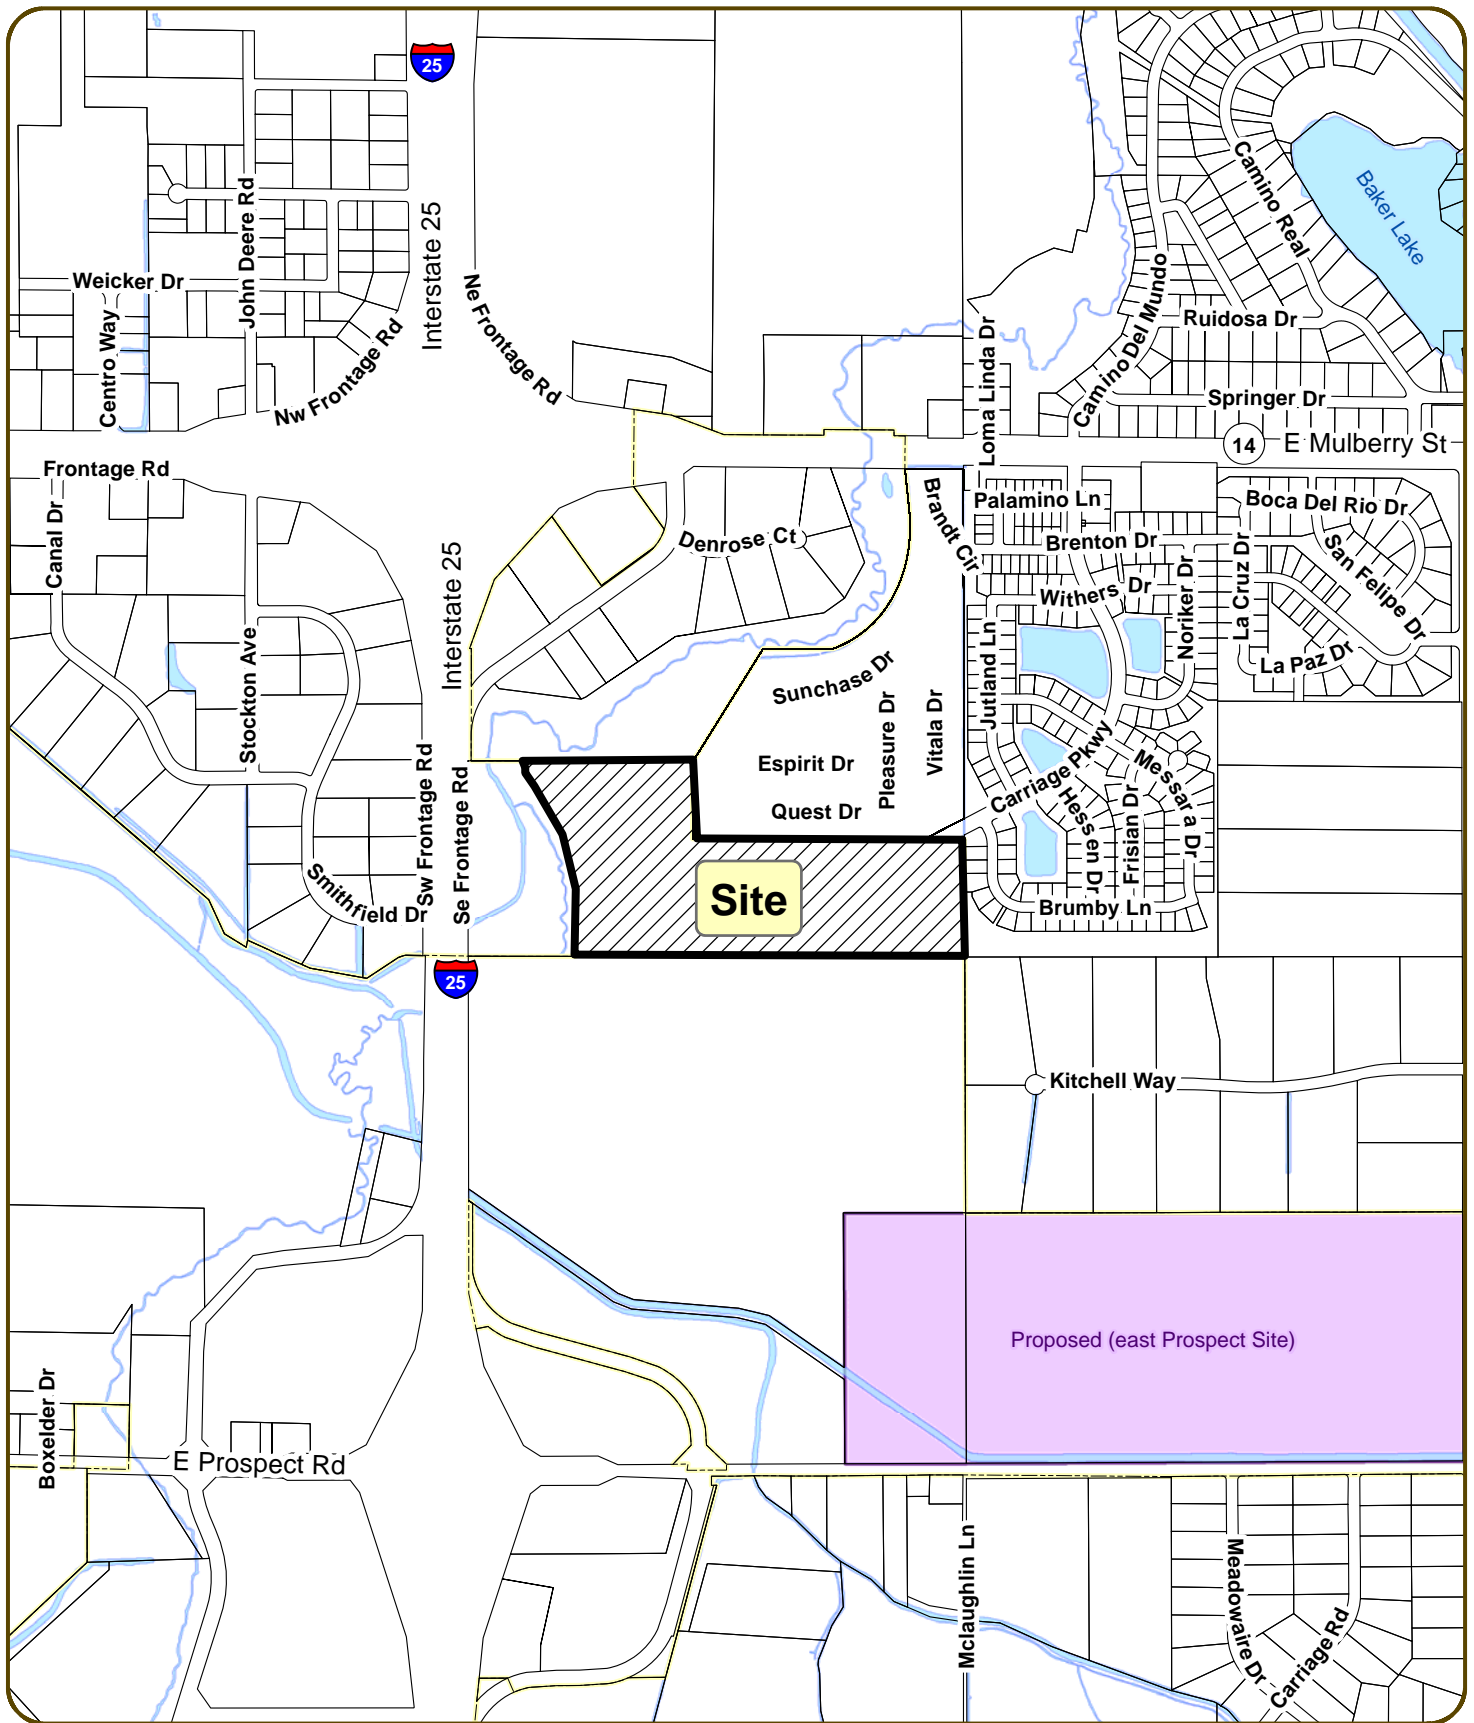 25
Camino Real
Baker Lake
John Deere Rd
Interstate 25
Weicker Dr
Centro Way
Nw Frontage Rd
Ne Frontage Rd
Camino Del Mundo
Ruidosa Dr
Loma Linda Dr
Springer Dr
14
E Mulberry St
Frontage Rd
Canal Dr
Brandt Cir
Palamino Ln
Boca Del Rio Dr
Denrose Ct
Brenton Dr
San Felipe Dr
La Cruz Dr
Withers Dr
Noriker Dr
Interstate 25
Stockton Ave
Jutland Ln
La Paz Dr
Sunchase Dr
Pleasure Dr
Vitala Dr
Espirit Dr
Quest Dr
Carriage Pkwy
Messara Dr
Hessen Dr
Frisian Dr
Sw Frontage Rd
Se Frontage Rd
Smithfield Dr
Site
Brumby Ln
25
Kitchell Way
Proposed (east Prospect Site)
Boxelder Dr
E Prospect Rd
Mclaughlin Ln
Meadowaire Dr
Carriage Rd